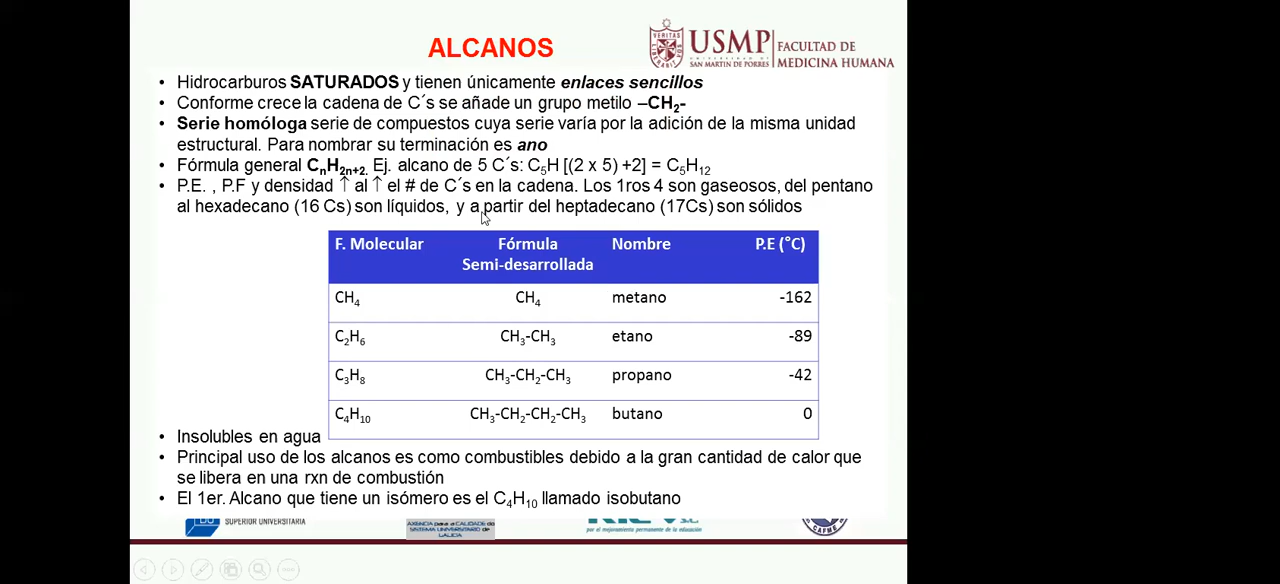 ALCANOS
VERITAS
LIBERABIT
USMP
UNIVERSIDAD DE
SAN MARTIN DE PORRES
FACULTAD DE
MEDICINA HUMANA
• Hidrocarburos SATURADOS y tienen únicamente enlaces sencillos
• Conforme crece la cadena de C´s se añade un grupo metilo –CH₂-
• Serie homóloga serie de compuestos cuya serie varía por la adición de la misma unidad
estructural. Para nombrar su terminación es ano
• Fórmula general CₙH₂ₙ₊₂. Ej. alcano de 5 C´s: C₅H [(2 x 5) +2] = C₅H₁₂
• P.E. , P.F y densidad ↑ al ↑ el # de C´s en la cadena. Los 1ros 4 son gaseosos, del pentano
al hexadecano (16 Cs) son líquidos, y a partir del heptadecano (17Cs) son sólidos
F. Molecular Fórmula Semi-desarrollada Nombre P.E (°C)
CH₄ CH₄ metano -162
C₂H₆ CH₃-CH₃ etano -89
C₃H₈ CH₃-CH₂-CH₃ propano -42
C₄H₁₀ CH₃-CH₂-CH₂-CH₃ butano 0
• Insolubles en agua
• Principal uso de los alcanos es como combustibles debido a la gran cantidad de calor que
se libera en una rxn de combustión
• El 1er. Alcano que tiene un isómero es el C₄H₁₀ llamado isobutano
SUPERIOR UNIVERSITARIA
AXENCIA para a CALIDADE do
SISTEMA UNIVERSITARIO de
GALICIA
por el mejoramiento permanente de la educación
CAFME